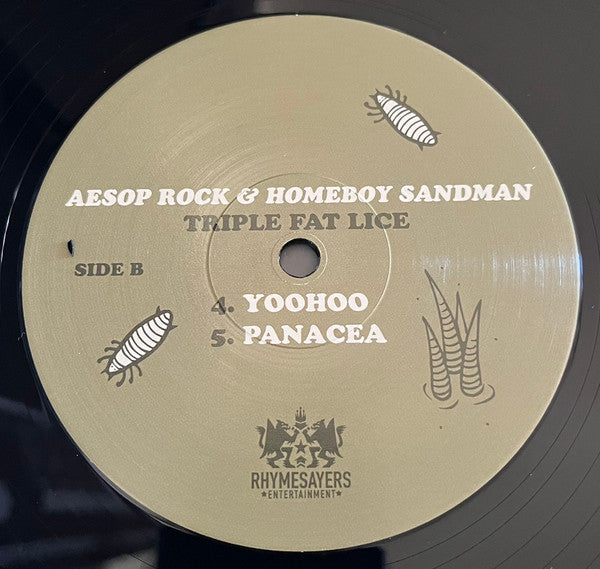 AESOP ROCK & HOMEBOY SANDMAN
TRIPLE FAT LICE
SIDE B
4. YOOHOO
5. PANACEA
RHYMESAYERS
★ENTERTAINMENT★